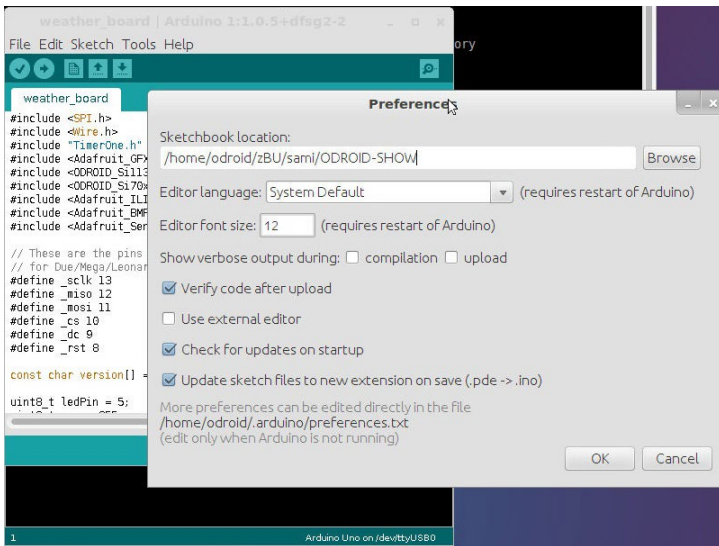 weather_board | Arduino 1:1.0.5+dfsg2-2
File Edit Sketch Tools Help
ory
weather_board
#include <SPI.h>
#include <Wire.h>
#include "TimerOne.h"
#include <Adafruit_GFX
#include <ODROID_Si113
#include <ODROID_Si70x
#include <Adafruit_ILI
#include <Adafruit_BMP
#include <Adafruit_Ser
// These are the pins
// for Due/Mega/Leonar
#define _sclk 13
#define _miso 12
#define _mosi 11
#define _cs 10
#define _dc 9
#define _rst 8
const char version[] =
uint8_t ledPin = 5;
Preferences
Sketchbook location:
/home/odroid/zBU/sami/ODROID-SHOW
Browse
Editor language: System Default (requires restart of Arduino)
Editor font size: 12 (requires restart of Arduino)
Show verbose output during: compilation upload
Verify code after upload
Use external editor
Check for updates on startup
Update sketch files to new extension on save (.pde -> .ino)
More preferences can be edited directly in the file
/home/odroid/.arduino/preferences.txt
(edit only when Arduino is not running)
OK Cancel
1 Arduino Uno on /dev/ttyUSB0